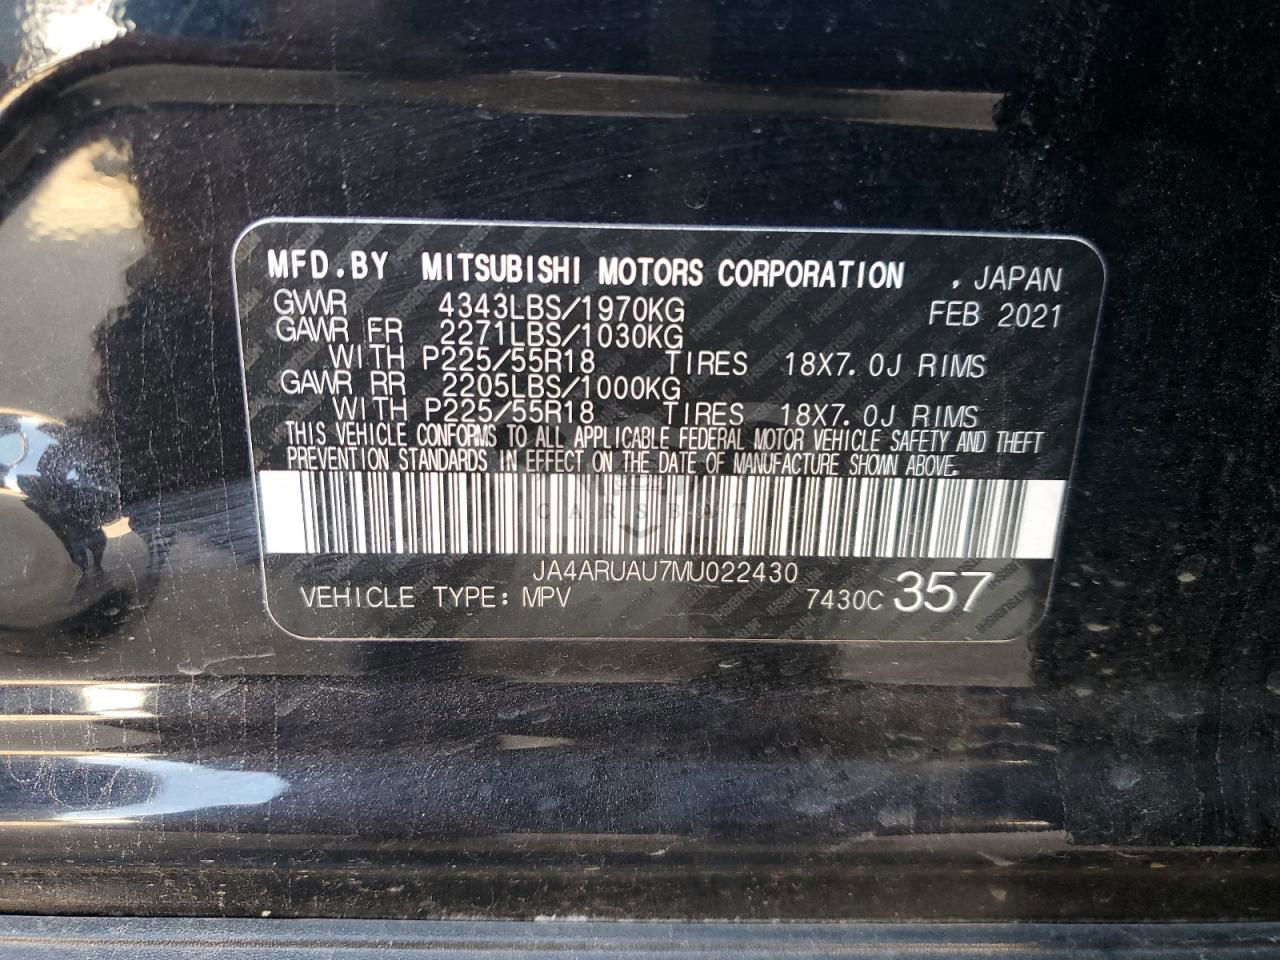 MFD.BY MITSUBISHI MOTORS CORPORATION , JAPAN
GVWR 4343LBS/1970KG FEB 2021
GAWR FR 2271LBS/1030KG
WITH P225/55R18 TIRES 18X7.0J RIMS
GAWR RR 2205LBS/1000KG
WITH P225/55R18 TIRES 18X7.0J RIMS
THIS VEHICLE CONFORMS TO ALL APPLICABLE FEDERAL MOTOR VEHICLE SAFETY AND THEFT
PREVENTION STANDARDS IN EFFECT ON THE DATE OF MANUFACTURE SHOWN ABOVE.
JA4ARUAU7MU022430
VEHICLE TYPE: MPV 7430C 357